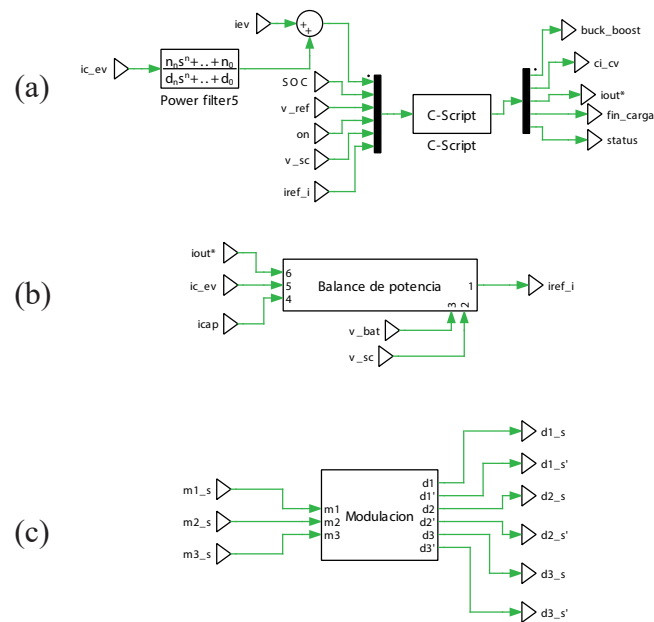 (a)
ic_ev
nₙsⁿ+..+n₀
dₙsⁿ+..+d₀
Power filter5
iev
+
+
SOC
v_ref
on
v_sc
iref_i
C-Script
C-Script
buck_boost
ci_cv
iout*
fin_carga
status
(b)
iout*
ic_ev
icap
6
5
4
Balance de potencia
1
3
2
iref_i
v_bat
v_sc
(c)
m1_s
m2_s
m3_s
m1
m2
m3
Modulacion
d1
d1'
d2
d2'
d3
d3'
d1_s
d1_s'
d2_s
d2_s'
d3_s
d3_s'